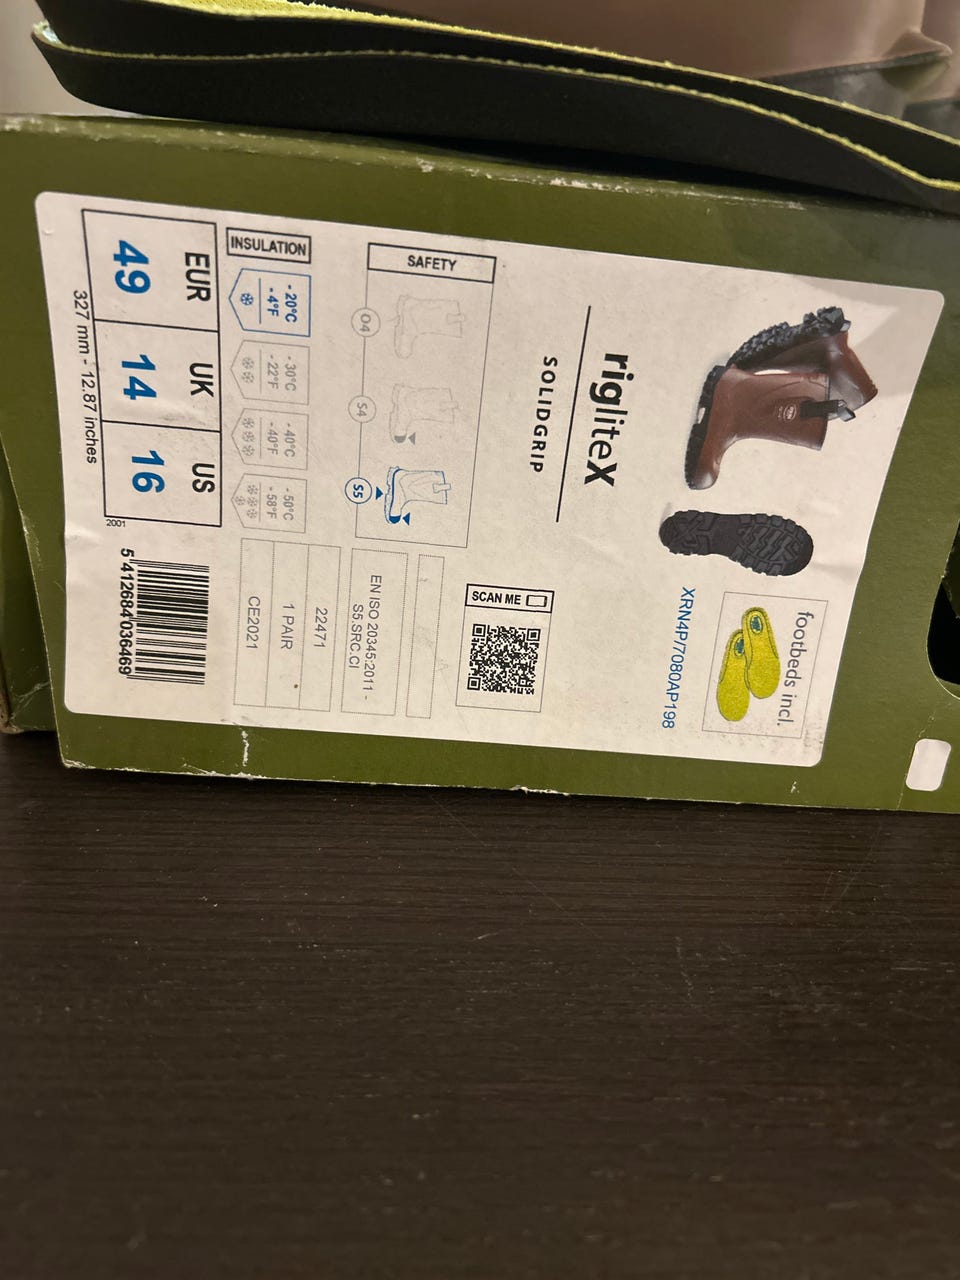 footbeds incl.
XRN4P/7080AP198
rigliteX
SOLIDGRIP
SCAN ME
SAFETY
O4
S4
S5
EN ISO 20345:2011 -
S5.SRC.CI
22471
1 PAIR
CE2021
INSULATION
- 20°C
- 4°F
- 30°C
- 22°F
- 40°C
- 40°F
- 50°C
- 58°F
EUR UK US
49 14 16
2001
327 mm - 12.87 inches
5 412684 036469